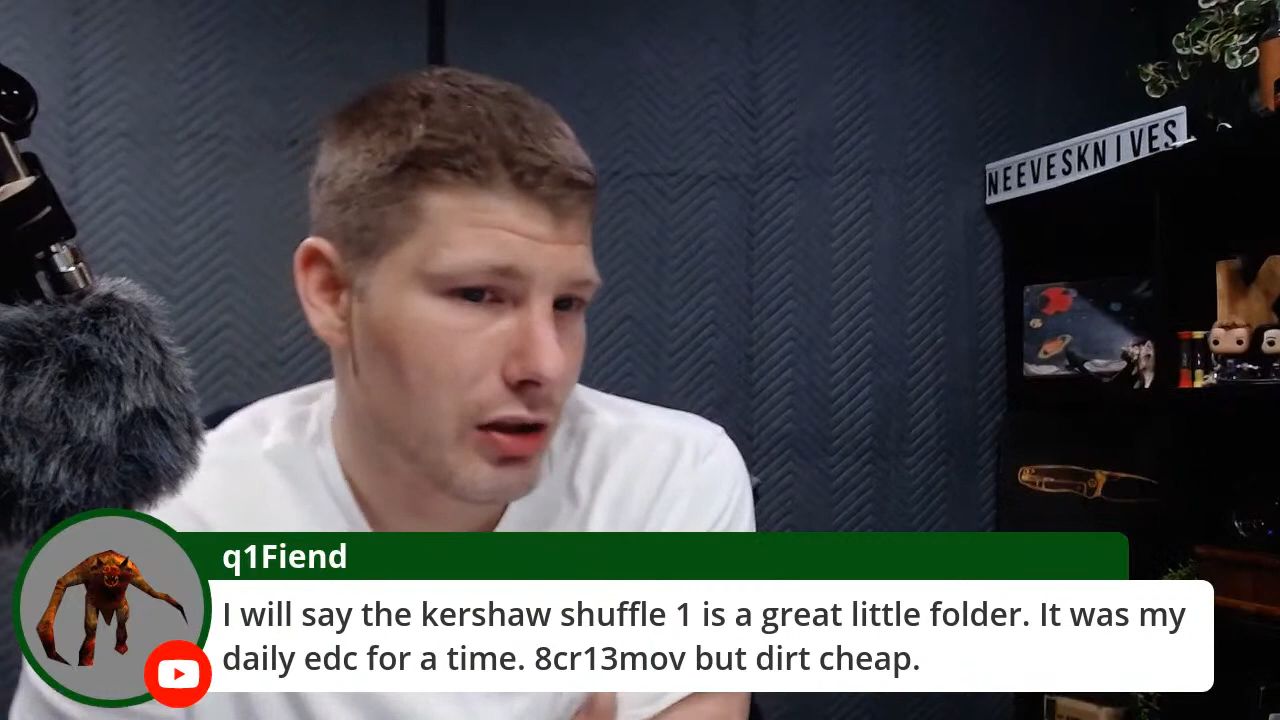 NEEVESKNIVES
q1Fiend
I will say the kershaw shuffle 1 is a great little folder. It was my
daily edc for a time. 8cr13mov but dirt cheap.